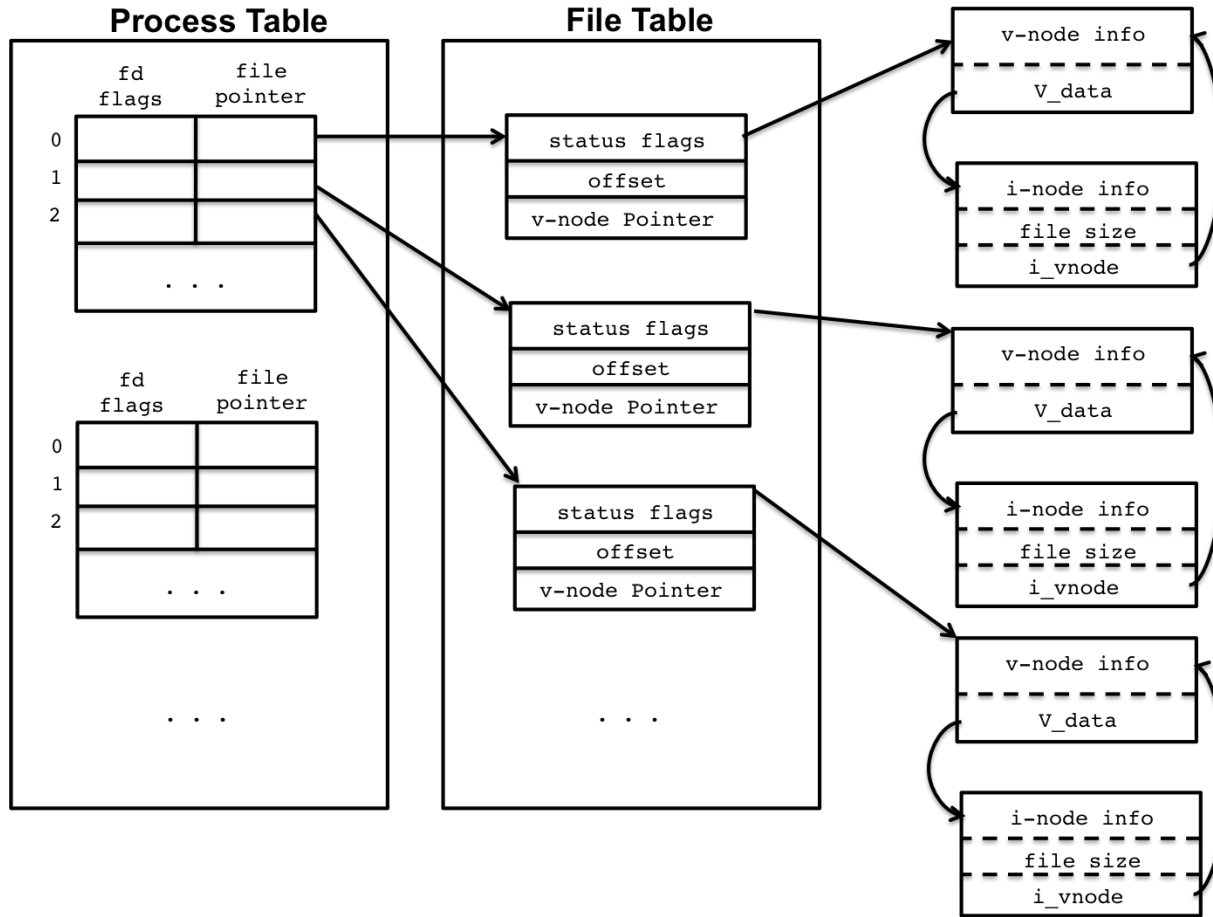 Process Table
fd flags
file pointer
0
1
2
. . .
fd flags
file pointer
0
1
2
. . .
. . .
File Table
status flags
offset
v-node Pointer
status flags
offset
v-node Pointer
status flags
offset
v-node Pointer
. . .
v-node info
V_data
i-node info
file size
i_vnode
v-node info
V_data
i-node info
file size
i_vnode
v-node info
V_data
i-node info
file size
i_vnode